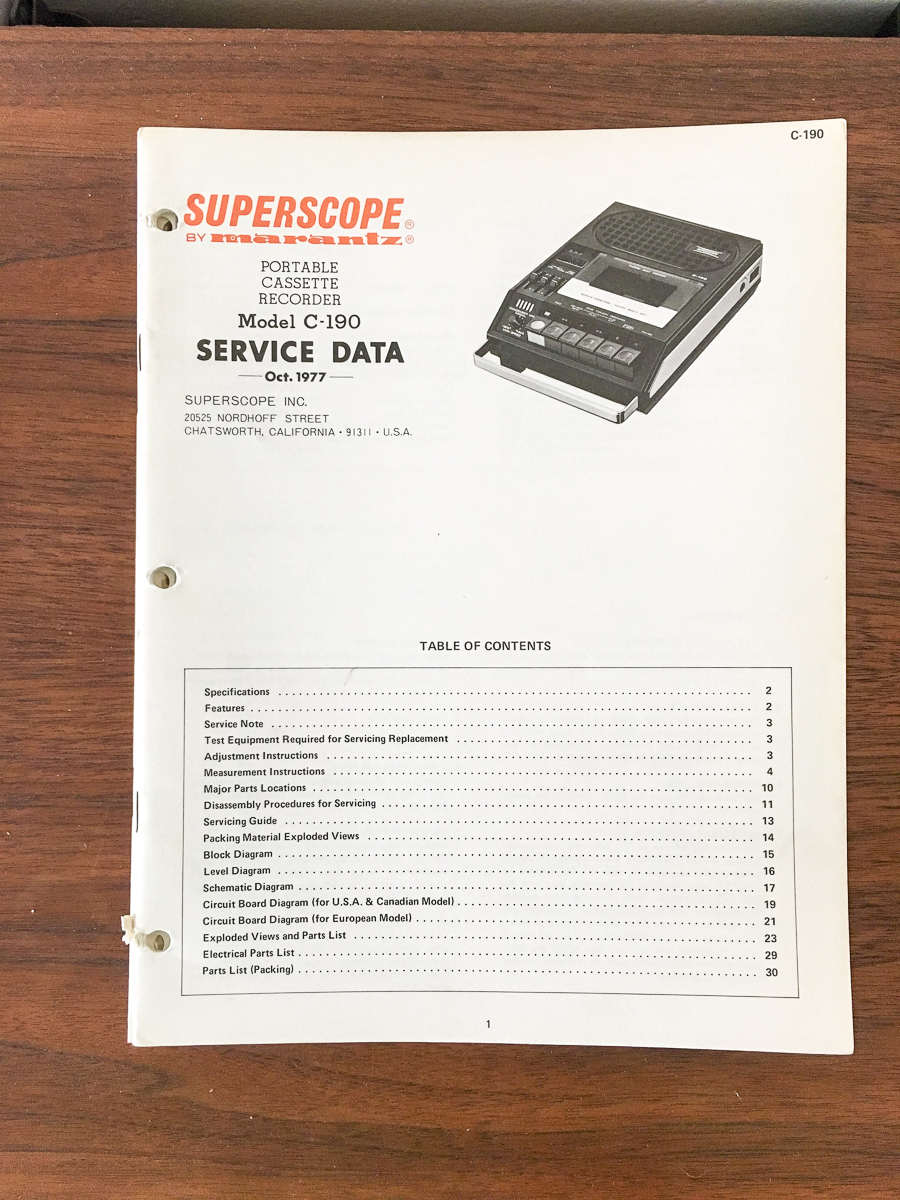 C-190
SUPERSCOPE®
BY marantz®
PORTABLE
CASSETTE
RECORDER
Model C-190
SERVICE DATA
Oct. 1977
SUPERSCOPE INC.
20525 NORDHOFF STREET
CHATSWORTH, CALIFORNIA · 91311 · U.S.A.
TABLE OF CONTENTS
Specifications . . . . . . . . . . 2
Features . . . . . . . . . . 2
Service Note . . . . . . . . . . 3
Test Equipment Required for Servicing Replacement . . . . . . . . . . 3
Adjustment Instructions . . . . . . . . . . 3
Measurement Instructions . . . . . . . . . . 4
Major Parts Locations . . . . . . . . . . 10
Disassembly Procedures for Servicing . . . . . . . . . . 11
Servicing Guide . . . . . . . . . . 13
Packing Material Exploded Views . . . . . . . . . . 14
Block Diagram . . . . . . . . . . 15
Level Diagram . . . . . . . . . . 16
Schematic Diagram . . . . . . . . . . 17
Circuit Board Diagram (for U.S.A. & Canadian Model) . . . . . . . . . . 19
Circuit Board Diagram (for European Model) . . . . . . . . . . 21
Exploded Views and Parts List . . . . . . . . . . 23
Electrical Parts List . . . . . . . . . . 29
Parts List (Packing) . . . . . . . . . . 30
1